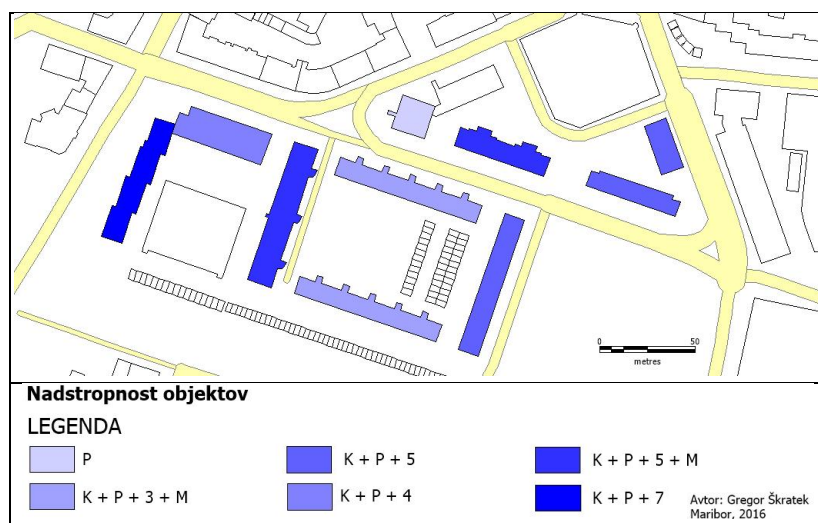 0 50
metres
Nadstropnost objektov
LEGENDA
P K + P + 5 K + P + 5 + M
K + P + 3 + M K + P + 4 K + P + 7
Avtor: Gregor Škratek
Maribor, 2016